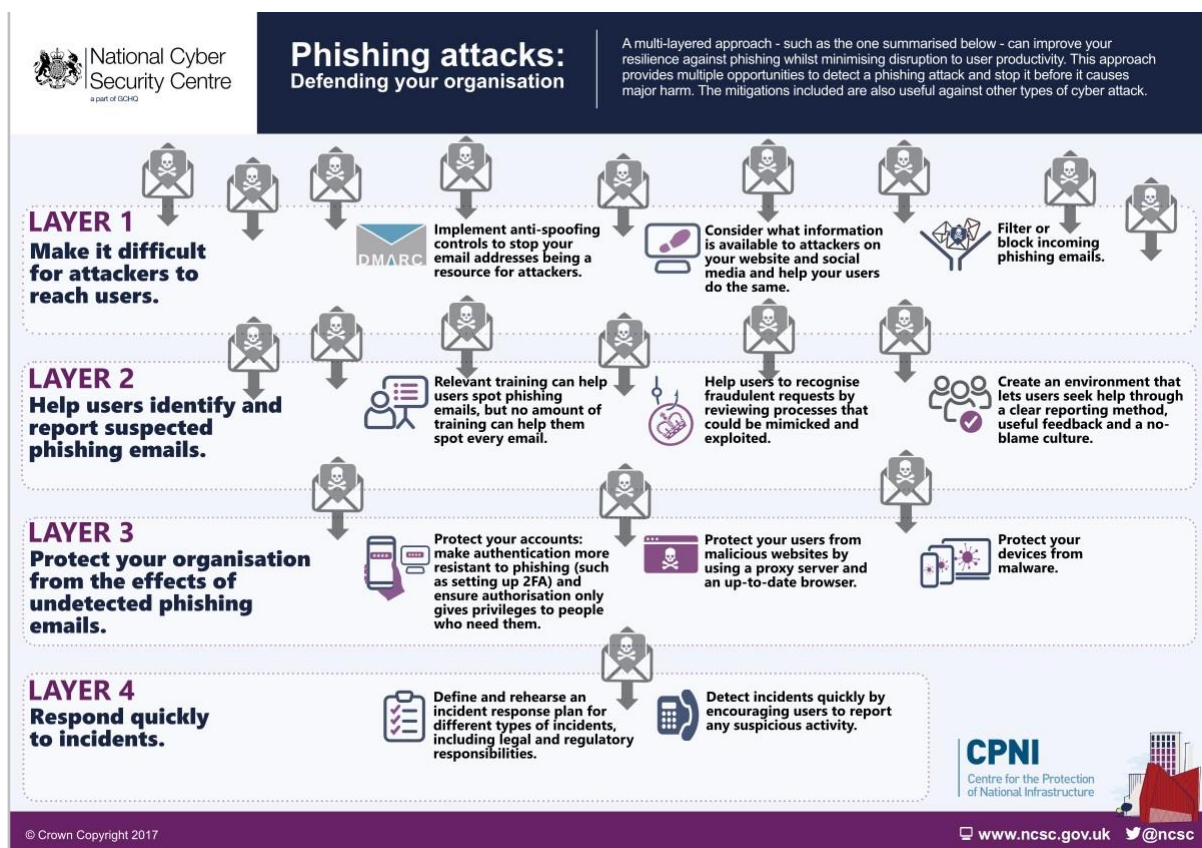 National Cyber
Security Centre
a part of GCHQ
Phishing attacks:
Defending your organisation
A multi-layered approach - such as the one summarised below - can improve your
resilience against phishing whilst minimising disruption to user productivity. This approach
provides multiple opportunities to detect a phishing attack and stop it before it causes
major harm. The mitigations included are also useful against other types of cyber attack.
LAYER 1
Make it difficult
for attackers to
reach users.
DMARC
Implement anti-spoofing
controls to stop your
email addresses being a
resource for attackers.
Consider what information
is available to attackers on
your website and social
media and help your users
do the same.
Filter or
block incoming
phishing emails.
LAYER 2
Help users identify and
report suspected
phishing emails.
Relevant training can help
users spot phishing
emails, but no amount of
training can help them
spot every email.
Help users to recognise
fraudulent requests by
reviewing processes that
could be mimicked and
exploited.
Create an environment that
lets users seek help through
a clear reporting method,
useful feedback and a no-
blame culture.
LAYER 3
Protect your organisation
from the effects of
undetected phishing
emails.
Protect your accounts:
make authentication more
resistant to phishing (such
as setting up 2FA) and
ensure authorisation only
gives privileges to people
who need them.
Protect your users from
malicious websites by
using a proxy server and
an up-to-date browser.
Protect your
devices from
malware.
LAYER 4
Respond quickly
to incidents.
Define and rehearse an
incident response plan for
different types of incidents,
including legal and regulatory
responsibilities.
Detect incidents quickly by
encouraging users to report
any suspicious activity.
CPNI
Centre for the Protection
of National Infrastructure
© Crown Copyright 2017
www.ncsc.gov.uk
@ncsc